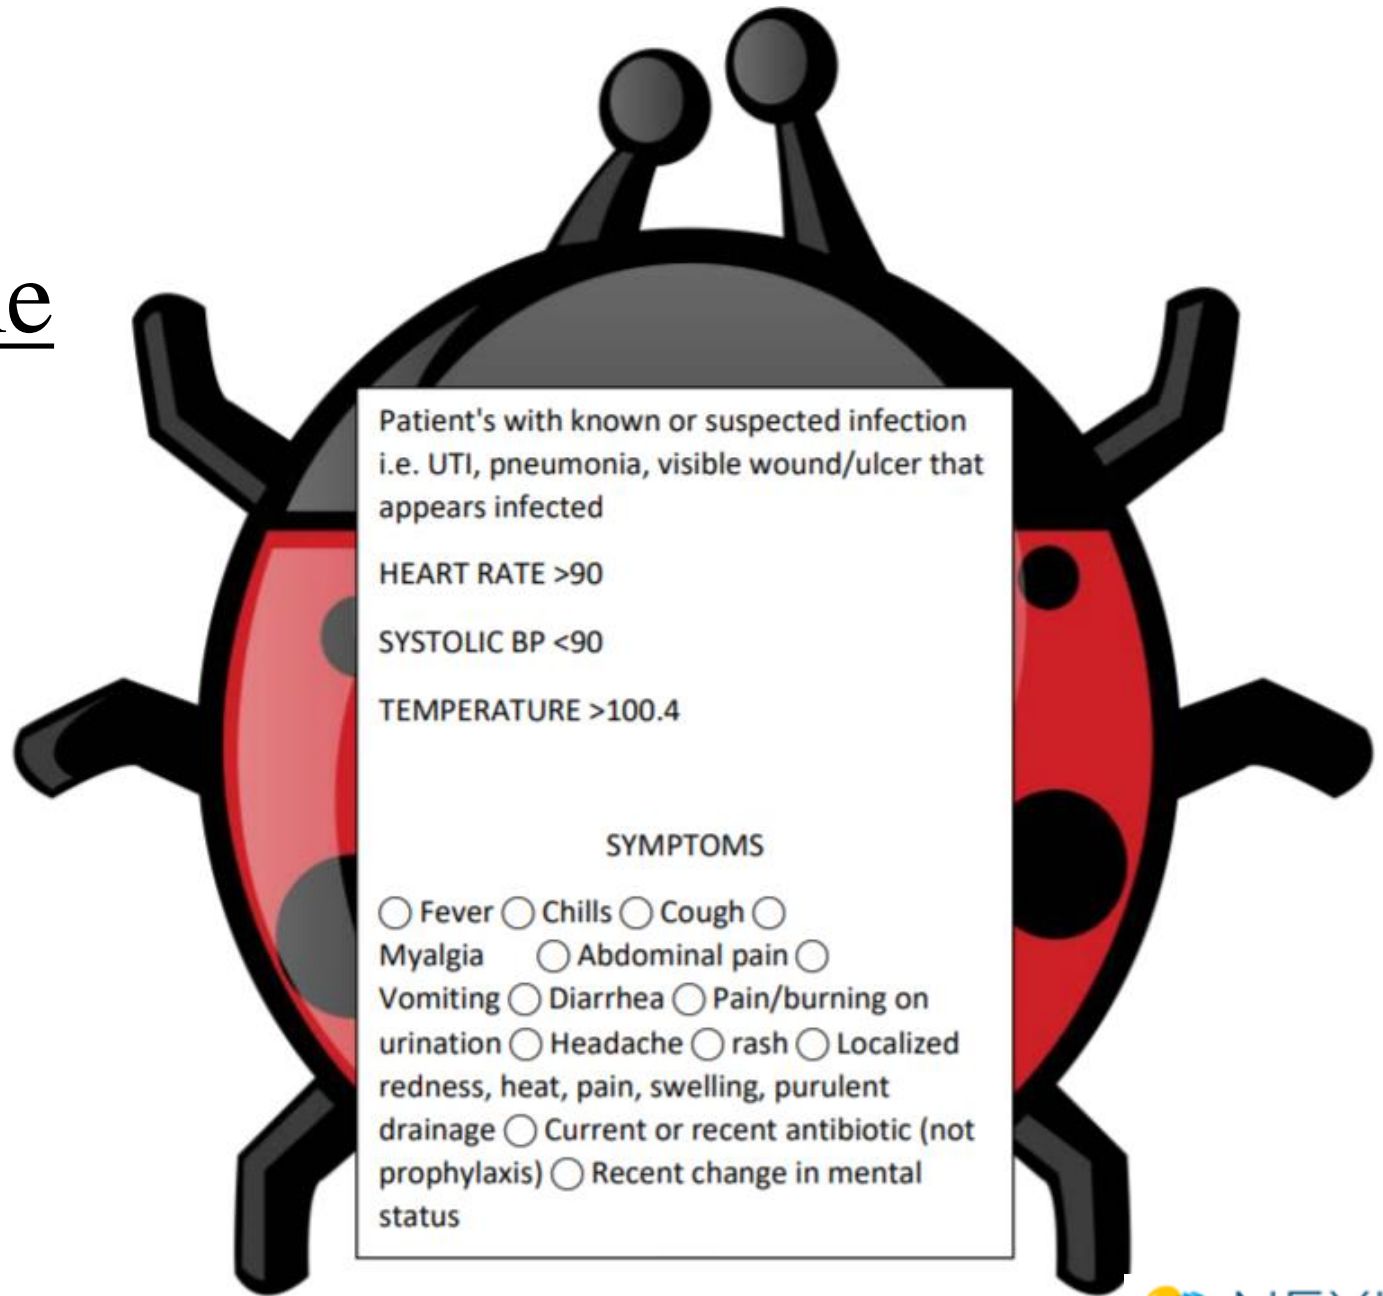 Patient's with known or suspected infection
i.e. UTI, pneumonia, visible wound/ulcer that
appears infected
HEART RATE >90
SYSTOLIC BP <90
TEMPERATURE >100.4
SYMPTOMS
○ Fever ○ Chills ○ Cough ○
Myalgia ○ Abdominal pain ○
Vomiting ○ Diarrhea ○ Pain/burning on
urination ○ Headache ○ rash ○ Localized
redness, heat, pain, swelling, purulent
drainage ○ Current or recent antibiotic (not
prophylaxis) ○ Recent change in mental
status